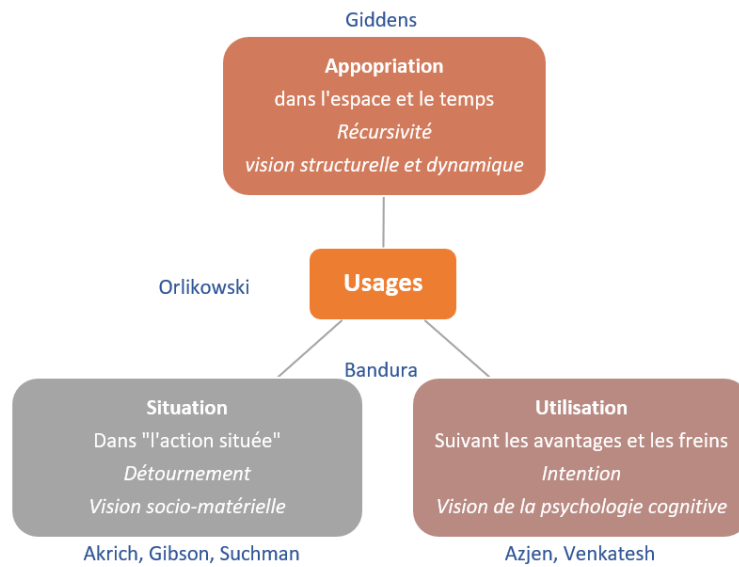 Giddens
Appopriation
dans l'espace et le temps
Récursivité
vision structurelle et dynamique
Orlikowski
Usages
Bandura
Situation
Dans "l'action située"
Détournement
Vision socio-matérielle
Akrich, Gibson, Suchman
Utilisation
Suivant les avantages et les freins
Intention
Vision de la psychologie cognitive
Azjen, Venkatesh